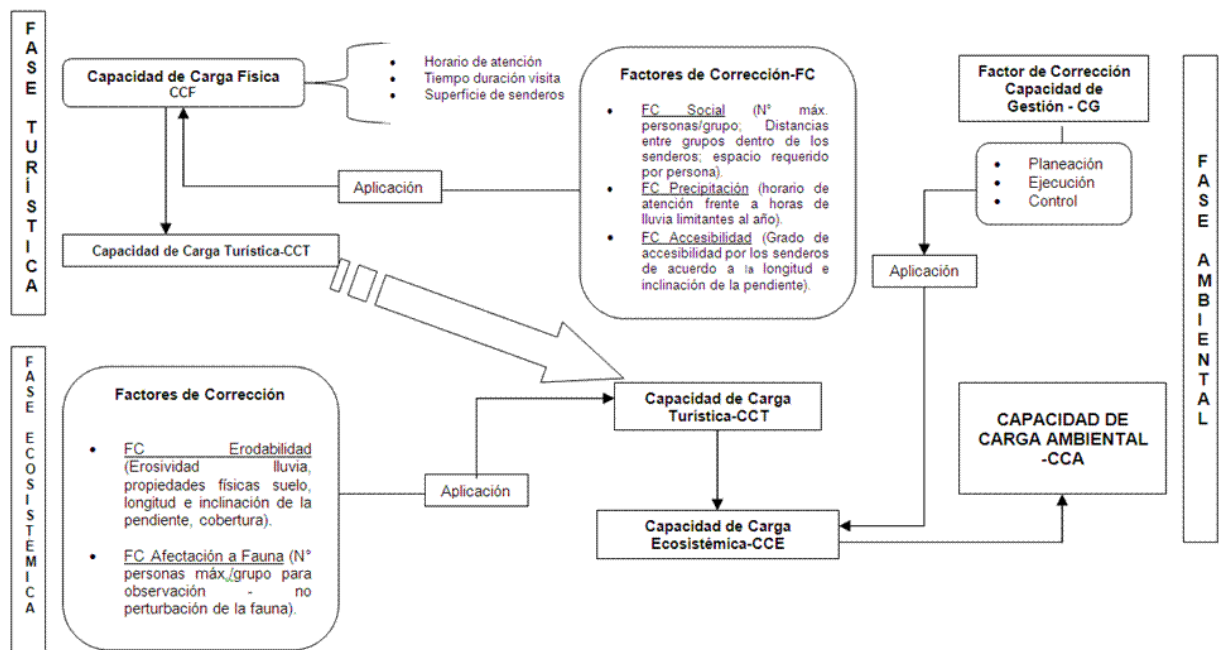 FASE TURÍSTICA
Capacidad de Carga Física
CCF
• Horario de atención
• Tiempo duración visita
• Superficie de senderos
Aplicación
Capacidad de Carga Turística-CCT
Factores de Corrección-FC
• FC Social (N° máx.
personas/grupo; Distancias
entre grupos dentro de los
senderos; espacio requerido
por persona).
• FC Precipitación (horario de
atención frente a horas de
lluvia limitantes al año).
• FC Accesibilidad (Grado de
accesibilidad por los senderos
de acuerdo a la longitud e
inclinación de la pendiente).
Factor de Corrección
Capacidad de
Gestión - CG
• Planeación
• Ejecución
• Control
Aplicación
FASE AMBIENTAL
FASE ECOSISTEMICA
Factores de Corrección
• FC Erodabilidad
(Erosividad lluvia,
propiedades físicas suelo,
longitud e inclinación de la
pendiente, cobertura).
• FC Afectación a Fauna (N°
personas máx./grupo para
observación - no
perturbación de la fauna).
Aplicación
Capacidad de Carga
Turística-CCT
Capacidad de Carga
Ecosistémica-CCE
CAPACIDAD DE
CARGA AMBIENTAL
-CCA